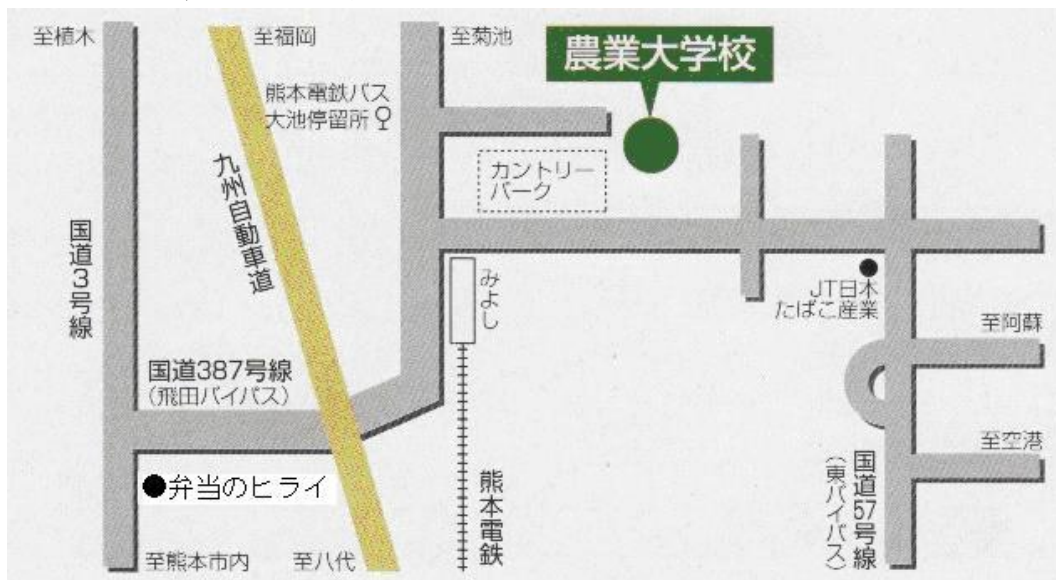 至植木
至福岡
至菊池
農業大学校
熊本電鉄バス
大池停留所
カントリー
パーク
九州自動車道
国道3号線
みよし
JT日本
たばこ産業
至阿蘇
国道387号線
(飛田バイパス)
至空港
●弁当のヒライ
熊本電鉄
国道57号線
(東バイパス)
至熊本市内
至八代